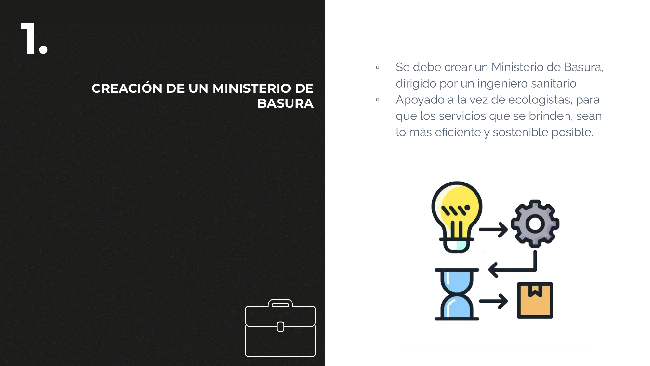 1.
CREACIÓN DE UN MINISTERIO DE
BASURA
▫ Se debe crear un Ministerio de Basura,
dirigido por un ingeniero sanitario
▫ Apoyado a la vez de ecologistas, para
que los servicios que se brinden, sean
lo más eficiente y sostenible posible.